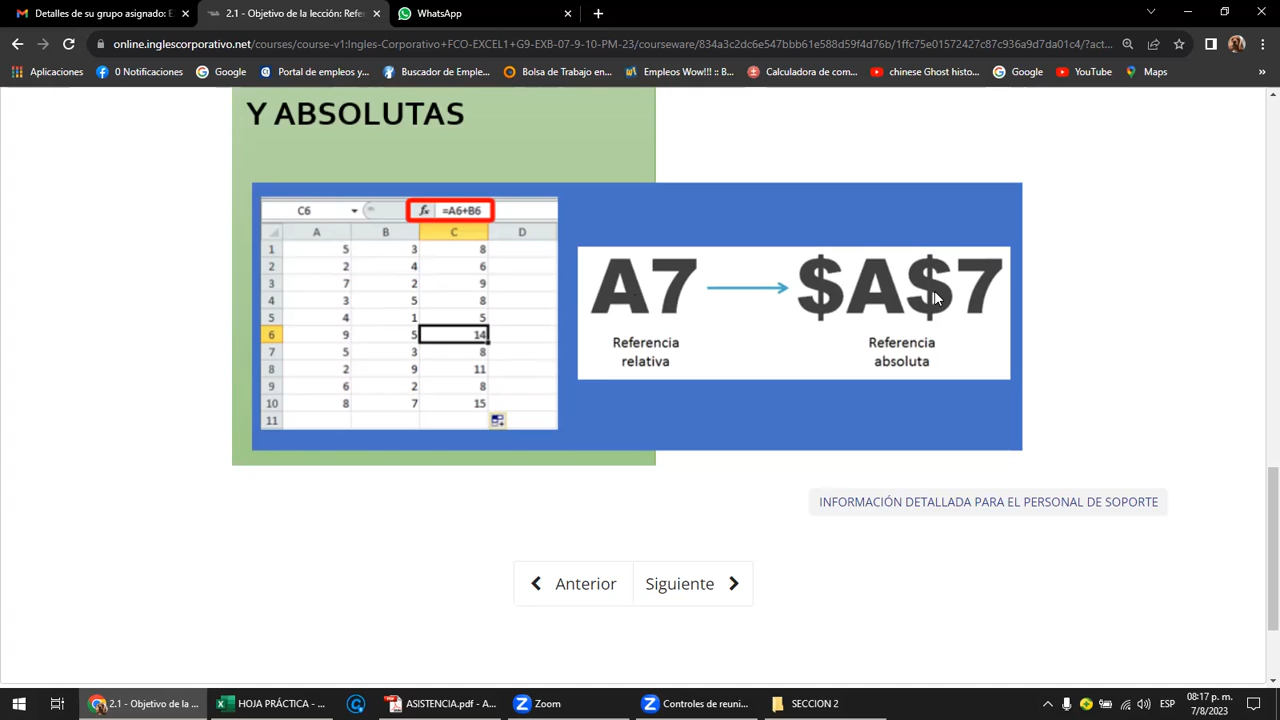 Detalles de su grupo asignado: E
2.1 - Objetivo de la lección: Refer
WhatsApp
online.inglescorporativo.net/courses/course-v1:Ingles-Corporativo+FCO-EXCEL1+G9-EXB-07-9-10-PM-23/courseware/834a3c2dc6e547bbb61e588d59f4d76b/1ffc75e01572427c87c936a9d7da01c4/?act...
Aplicaciones
0 Notificaciones
Google
Portal de empleos y...
Buscador de Emple...
Bolsa de Trabajo en...
Empleos Wow!!! :: B...
Calculadora de com...
chinese Ghost histo...
Google
YouTube
Maps
»
Y ABSOLUTAS
C6 fx =A6+B6
A B C D
1 5 3 8
2 2 4 6
3 7 2 9
4 3 5 8
5 4 1 5
6 9 5 14
7 5 3 8
8 2 9 11
9 6 2 8
10 8 7 15
11
A7 $A$7
Referencia relativa
Referencia absoluta
INFORMACIÓN DETALLADA PARA EL PERSONAL DE SOPORTE
Anterior
Siguiente
2.1 - Objetivo de la ...
HOJA PRÁCTICA - ...
ASISTENCIA.pdf - A...
Zoom
Controles de reuni...
SECCION 2
ESP
08:17 p. m.
7/8/2023